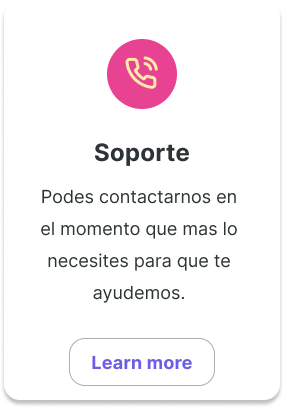 Soporte
Podes contactarnos en
el momento que mas lo
necesites para que te
ayudemos.
Learn more